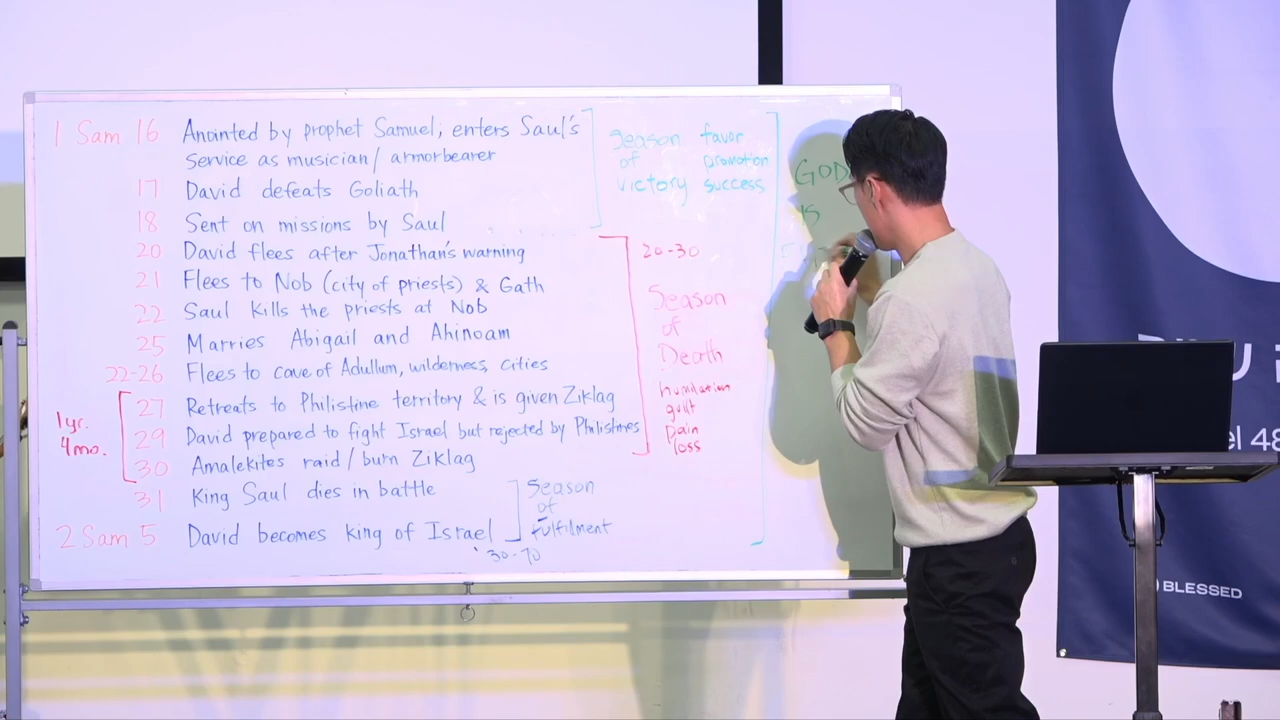 1 Sam 16 Anointed by prophet Samuel; enters Saul's
service as musician / armorbearer
17 David defeats Goliath
18 Sent on missions by Saul
20 David flees after Jonathan's warning
21 Flees to Nob (city of priests) & Gath
22 Saul kills the priests at Nob
25 Marries Abigail and Ahinoam
22-26 Flees to cave of Adullum, wilderness, cities
27 Retreats to Philistine territory & is given Ziklag
29 David prepared to fight Israel but rejected by Philistines
30 Amalekites raid / burn Ziklag
31 King Saul dies in battle
2 Sam 5 David becomes king of Israel
1yr.
4mo.
Season favor
of promotion
victory success
20-30
Season
of
Death
humiliation
guilt
pain
loss
Season
of
fulfilment
30-70
GOD
is
BLESSED